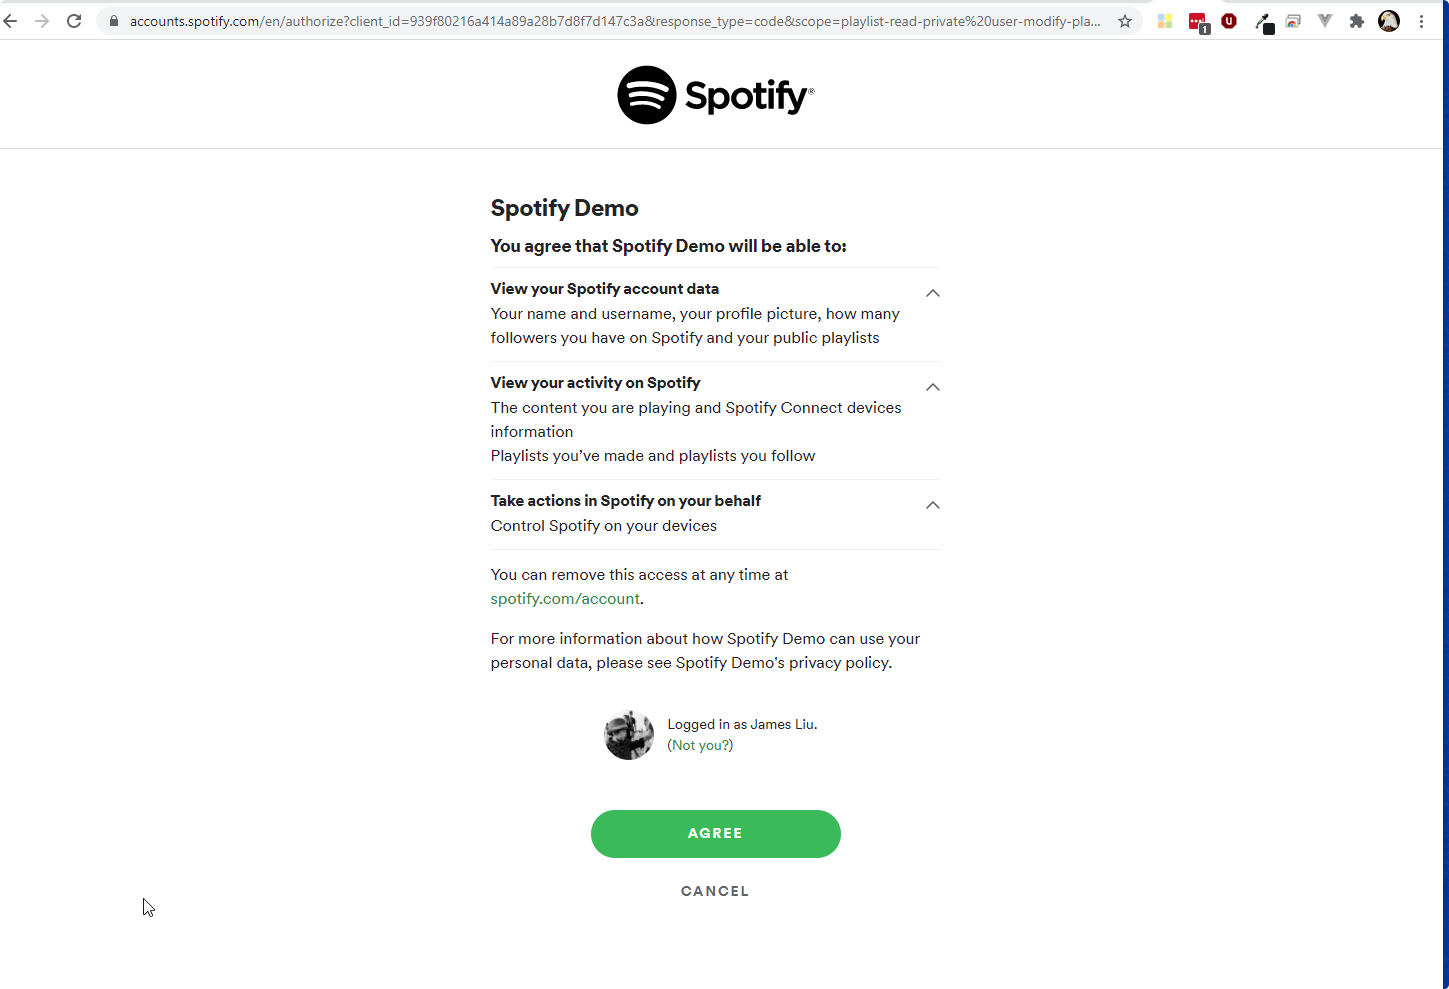 accounts.spotify.com/en/authorize?client_id=939f80216a414a89a28b7d8f7d147c3a&response_type=code&scope=playlist-read-private%20user-modify-pla...
1
Spotify®
Spotify Demo
You agree that Spotify Demo will be able to:
View your Spotify account data
Your name and username, your profile picture, how many
followers you have on Spotify and your public playlists
View your activity on Spotify
The content you are playing and Spotify Connect devices
information
Playlists you’ve made and playlists you follow
Take actions in Spotify on your behalf
Control Spotify on your devices
You can remove this access at any time at
spotify.com/account.
For more information about how Spotify Demo can use your
personal data, please see Spotify Demo's privacy policy.
Logged in as James Liu.
(Not you?)
AGREE
CANCEL